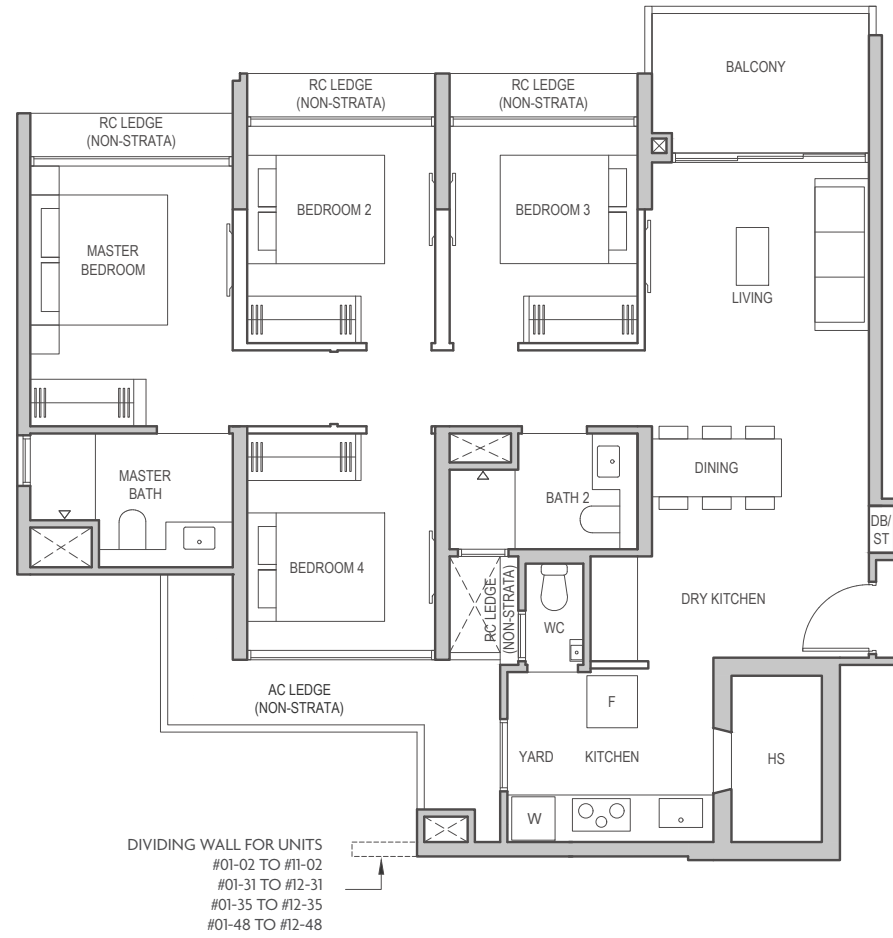 BALCONY
RC LEDGE
(NON-STRATA)
RC LEDGE
(NON-STRATA)
RC LEDGE
(NON-STRATA)
BEDROOM 2
BEDROOM 3
MASTER
BEDROOM
LIVING
MASTER
BATH
BATH 2
DINING
DB/
ST
BEDROOM 4
RC LEDGE
(NON-STRATA)
WC
DRY KITCHEN
AC LEDGE
(NON-STRATA)
F
YARD
KITCHEN
HS
W
DIVIDING WALL FOR UNITS
#01-02 TO #11-02
#01-31 TO #12-31
#01-35 TO #12-35
#01-48 TO #12-48